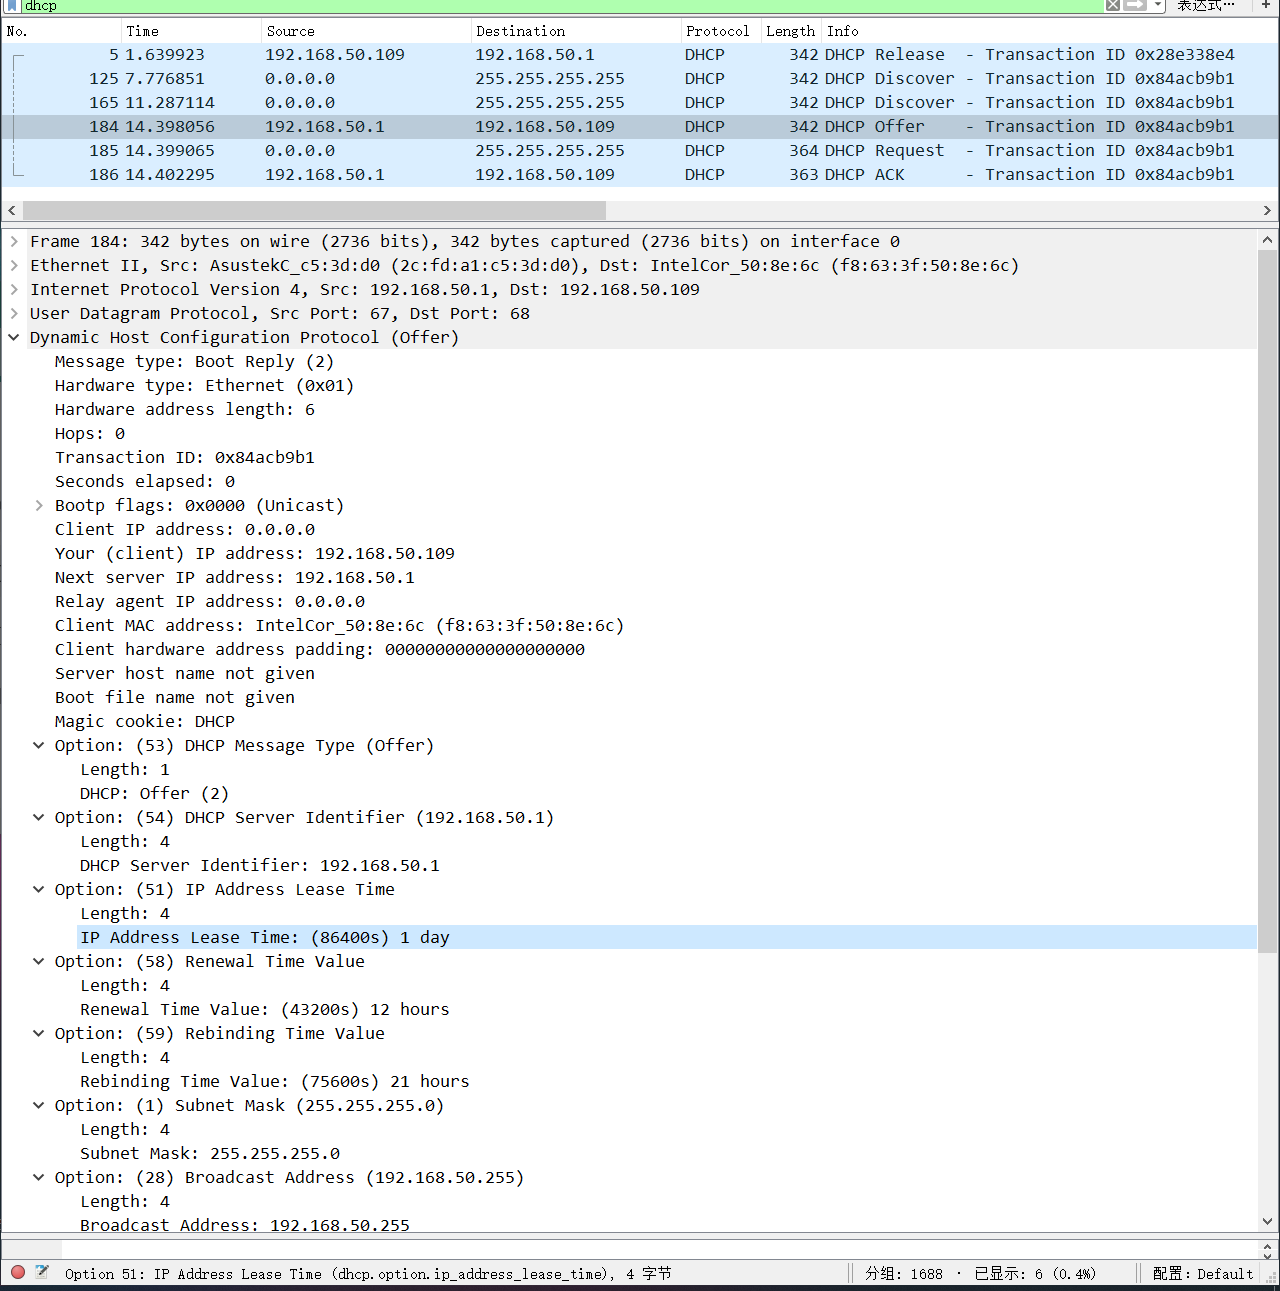 dhcp 表达式… +
No. Time Source Destination Protocol Length Info
5 1.639923 192.168.50.109 192.168.50.1 DHCP 342 DHCP Release - Transaction ID 0x28e338e4
125 7.776851 0.0.0.0 255.255.255.255 DHCP 342 DHCP Discover - Transaction ID 0x84acb9b1
165 11.287114 0.0.0.0 255.255.255.255 DHCP 342 DHCP Discover - Transaction ID 0x84acb9b1
184 14.398056 192.168.50.1 192.168.50.109 DHCP 342 DHCP Offer - Transaction ID 0x84acb9b1
185 14.399065 0.0.0.0 255.255.255.255 DHCP 364 DHCP Request - Transaction ID 0x84acb9b1
186 14.402295 192.168.50.1 192.168.50.109 DHCP 363 DHCP ACK - Transaction ID 0x84acb9b1
Frame 184: 342 bytes on wire (2736 bits), 342 bytes captured (2736 bits) on interface 0
Ethernet II, Src: AsustekC_c5:3d:d0 (2c:fd:a1:c5:3d:d0), Dst: IntelCor_50:8e:6c (f8:63:3f:50:8e:6c)
Internet Protocol Version 4, Src: 192.168.50.1, Dst: 192.168.50.109
User Datagram Protocol, Src Port: 67, Dst Port: 68
Dynamic Host Configuration Protocol (Offer)
Message type: Boot Reply (2)
Hardware type: Ethernet (0x01)
Hardware address length: 6
Hops: 0
Transaction ID: 0x84acb9b1
Seconds elapsed: 0
Bootp flags: 0x0000 (Unicast)
Client IP address: 0.0.0.0
Your (client) IP address: 192.168.50.109
Next server IP address: 192.168.50.1
Relay agent IP address: 0.0.0.0
Client MAC address: IntelCor_50:8e:6c (f8:63:3f:50:8e:6c)
Client hardware address padding: 00000000000000000000
Server host name not given
Boot file name not given
Magic cookie: DHCP
Option: (53) DHCP Message Type (Offer)
Length: 1
DHCP: Offer (2)
Option: (54) DHCP Server Identifier (192.168.50.1)
Length: 4
DHCP Server Identifier: 192.168.50.1
Option: (51) IP Address Lease Time
Length: 4
IP Address Lease Time: (86400s) 1 day
Option: (58) Renewal Time Value
Length: 4
Renewal Time Value: (43200s) 12 hours
Option: (59) Rebinding Time Value
Length: 4
Rebinding Time Value: (75600s) 21 hours
Option: (1) Subnet Mask (255.255.255.0)
Length: 4
Subnet Mask: 255.255.255.0
Option: (28) Broadcast Address (192.168.50.255)
Length: 4
Broadcast Address: 192.168.50.255
Option 51: IP Address Lease Time (dhcp.option.ip_address_lease_time), 4 字节 分组: 1688 · 已显示: 6 (0.4%) 配置: Default